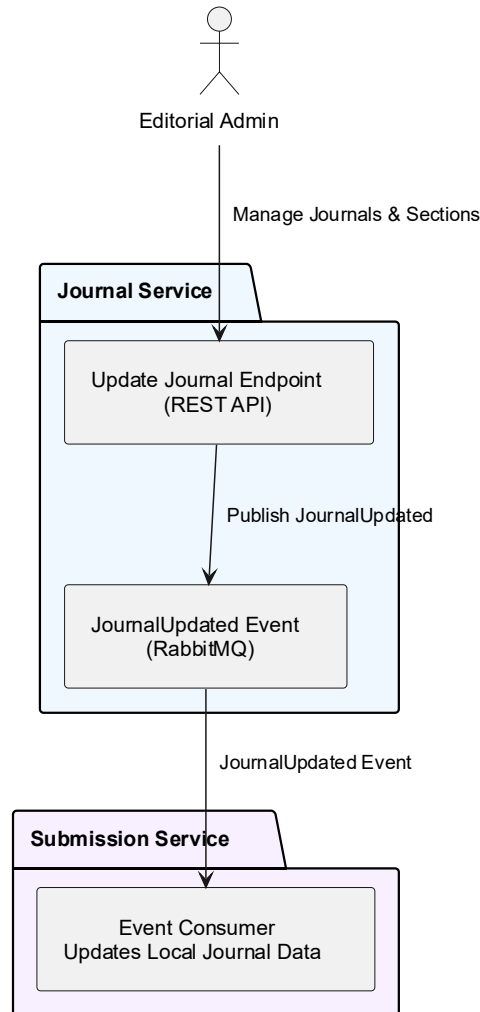 Editorial Admin
Manage Journals & Sections
Journal Service
Update Journal Endpoint
(REST API)
Publish JournalUpdated
JournalUpdated Event
(RabbitMQ)
JournalUpdated Event
Submission Service
Event Consumer
Updates Local Journal Data